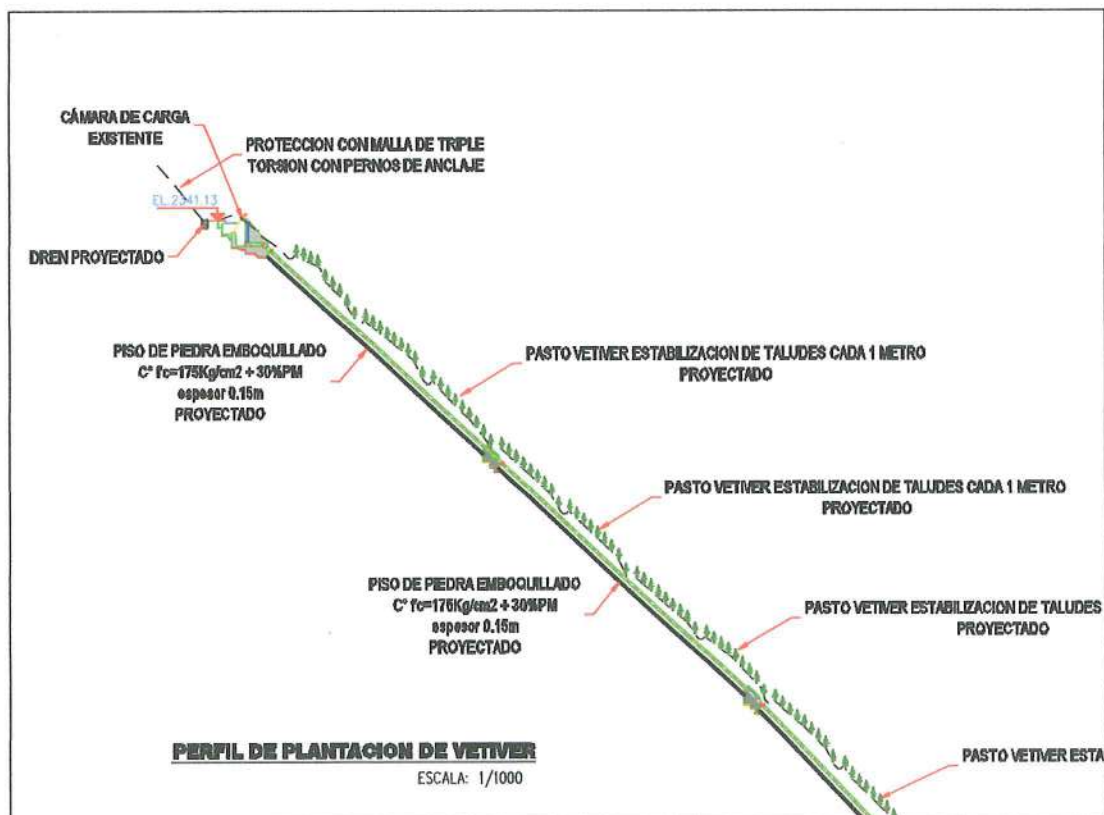 CÁMARA DE CARGA
EXISTENTE
PROTECCION CON MALLA DE TRIPLE
TORSION CON PERNOS DE ANCLAJE
EL.2341.13
DREN PROYECTADO
PISO DE PIEDRA EMBOQUILLADO
C° f'c=175Kg/cm2 + 30%PM
espesor 0.15m
PROYECTADO
PASTO VETIVER ESTABILIZACION DE TALUDES CADA 1 METRO
PROYECTADO
PASTO VETIVER ESTABILIZACION DE TALUDES CADA 1 METRO
PROYECTADO
PISO DE PIEDRA EMBOQUILLADO
C° f'c=175Kg/cm2 + 30%PM
espesor 0.15m
PROYECTADO
PASTO VETIVER ESTABILIZACION DE TALUDES
PROYECTADO
PERFIL DE PLANTACION DE VETIVER
ESCALA: 1/1000
PASTO VETIVER ESTA